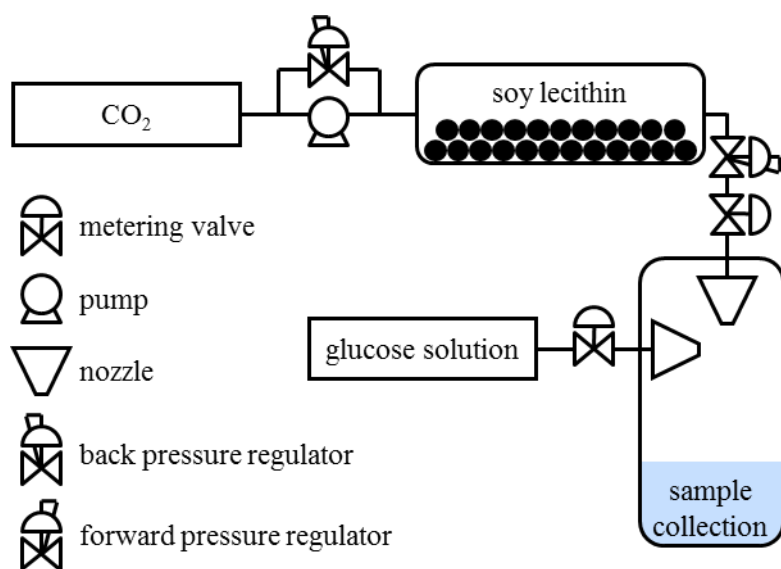 CO₂
soy lecithin
metering valve
pump
glucose solution
nozzle
back pressure regulator
sample
collection
forward pressure regulator